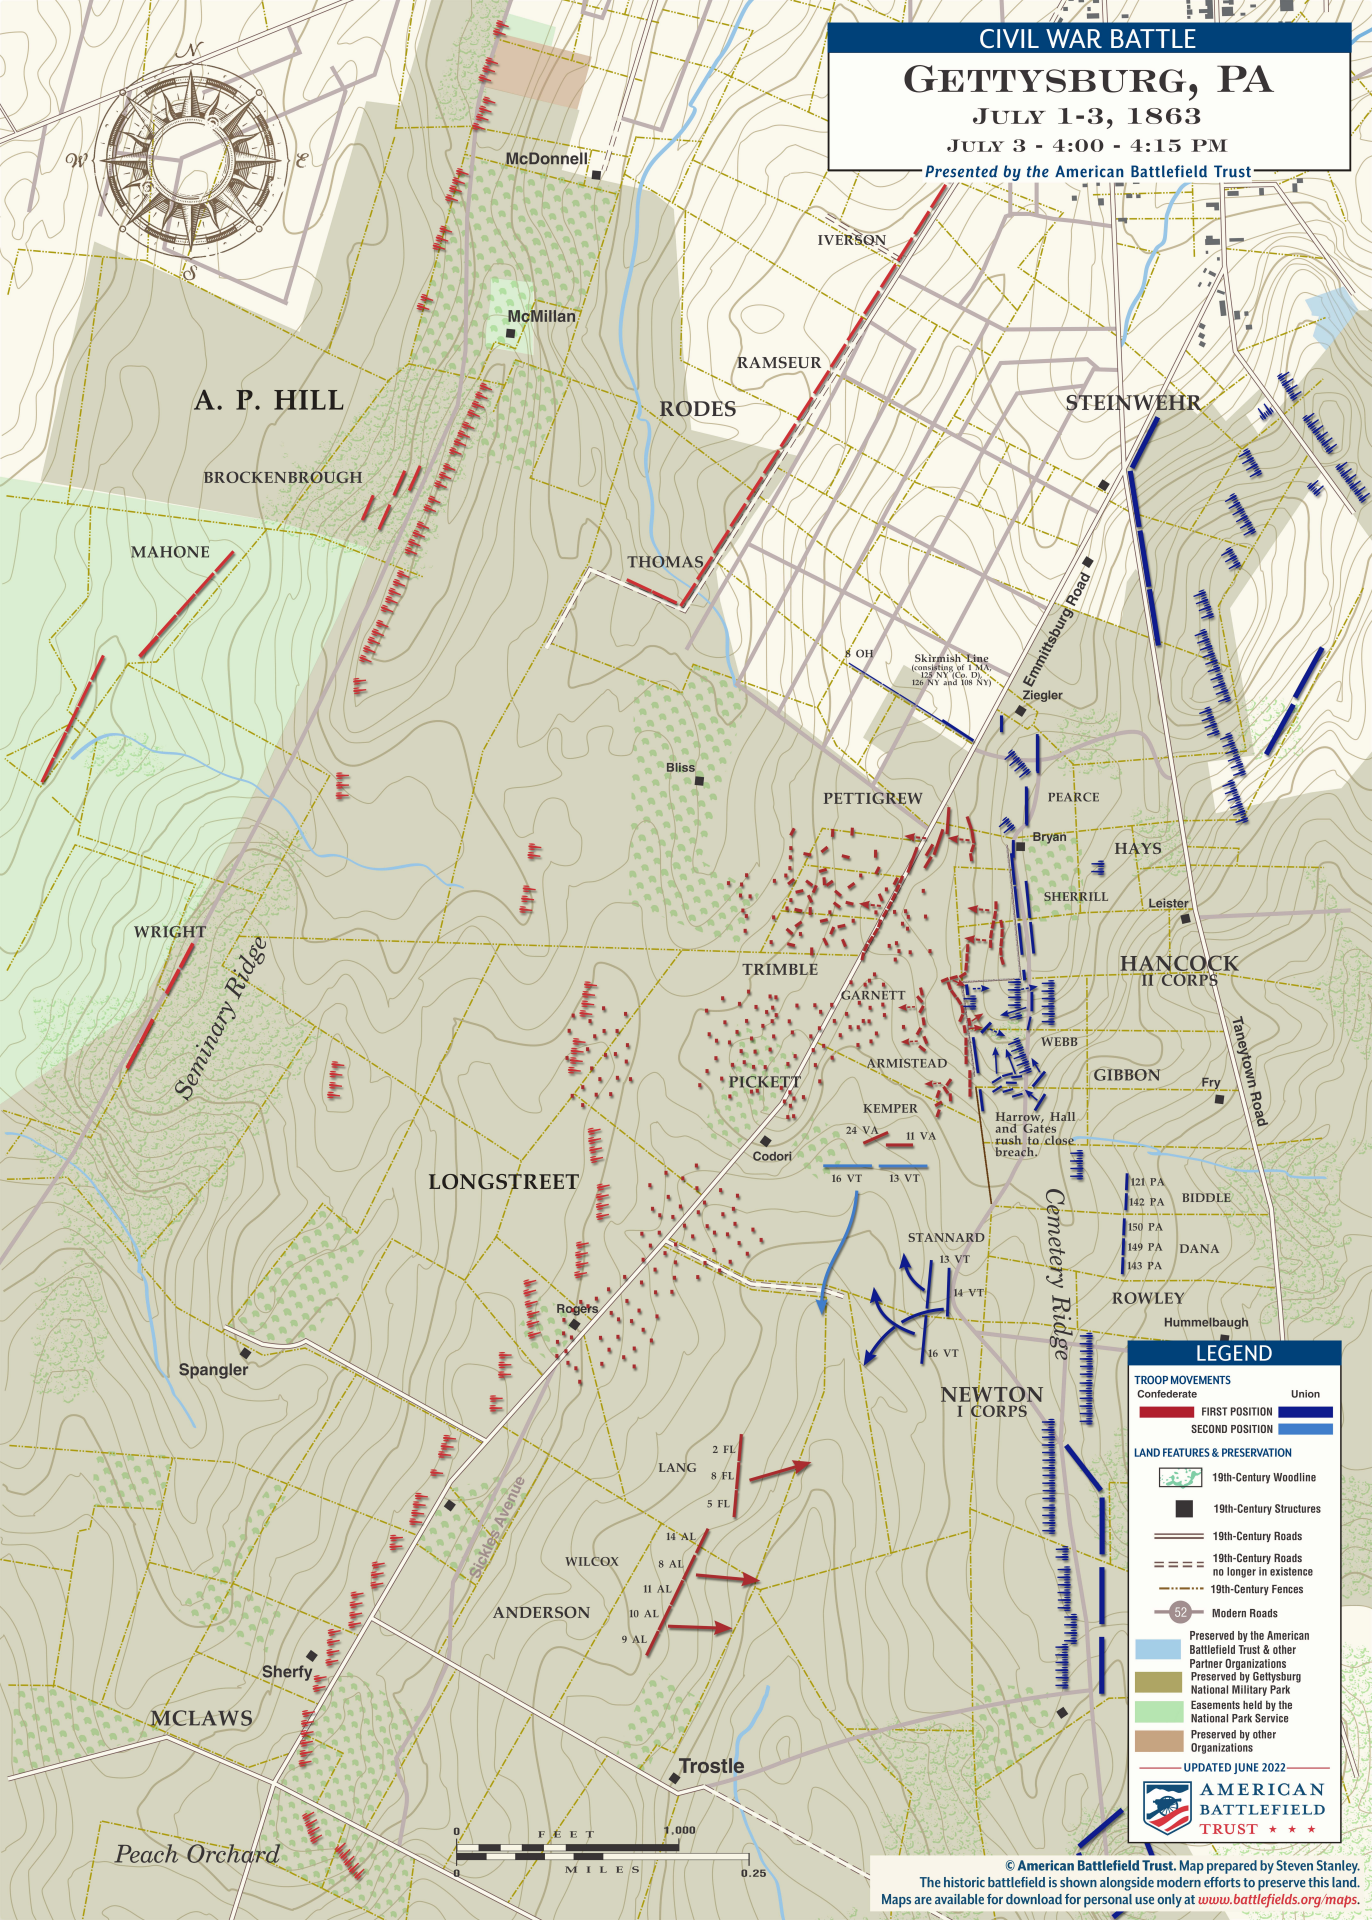 CIVIL WAR BATTLE
GETTYSBURG, PA
JULY 1-3, 1863
JULY 3 - 4:00 - 4:15 PM
Presented by the American Battlefield Trust
N
W
E
S
McDonnell
IVERSON
McMillan
RAMSEUR
A. P. HILL
RODES
STEINWEHR
BROCKENBROUGH
MAHONE
THOMAS
Emmittsburg Road
8 OH
Skirmish Line
(consisting of 1 MA,
125 NY (Co. D),
126 NY and 108 NY)
Ziegler
Bliss
PETTIGREW
PEARCE
Bryan
HAYS
SHERRILL
Leister
WRIGHT
Seminary Ridge
TRIMBLE
HANCOCK
II CORPS
GARNETT
Taneytown Road
WEBB
ARMISTEAD
GIBBON
PICKETT
Fry
KEMPER
Harrow, Hall
and Gates
rush to close
breach.
24 VA
11 VA
Codori
16 VT
13 VT
LONGSTREET
121 PA
142 PA
BIDDLE
150 PA
149 PA
143 PA
DANA
Cemetery Ridge
STANNARD
13 VT
14 VT
16 VT
ROWLEY
Rogers
Hummelbaugh
Spangler
NEWTON
I CORPS
LANG
2 FL
8 FL
5 FL
Sickles Avenue
14 AL
WILCOX
8 AL
11 AL
ANDERSON
10 AL
9 AL
Sherfy
MCLAWS
Trostle
Peach Orchard
0
1,000
FEET
MILES
0
0.25
LEGEND
TROOP MOVEMENTS
Confederate
Union
FIRST POSITION
SECOND POSITION
LAND FEATURES & PRESERVATION
19th-Century Woodline
19th-Century Structures
19th-Century Roads
19th-Century Roads
no longer in existence
19th-Century Fences
52
Modern Roads
Preserved by the American
Battlefield Trust & other
Partner Organizations
Preserved by Gettysburg
National Military Park
Easements held by the
National Park Service
Preserved by other
Organizations
UPDATED JUNE 2022
AMERICAN
BATTLEFIELD
TRUST
© American Battlefield Trust. Map prepared by Steven Stanley.
The historic battlefield is shown alongside modern efforts to preserve this land.
Maps are available for download for personal use only at www.battlefields.org/maps.